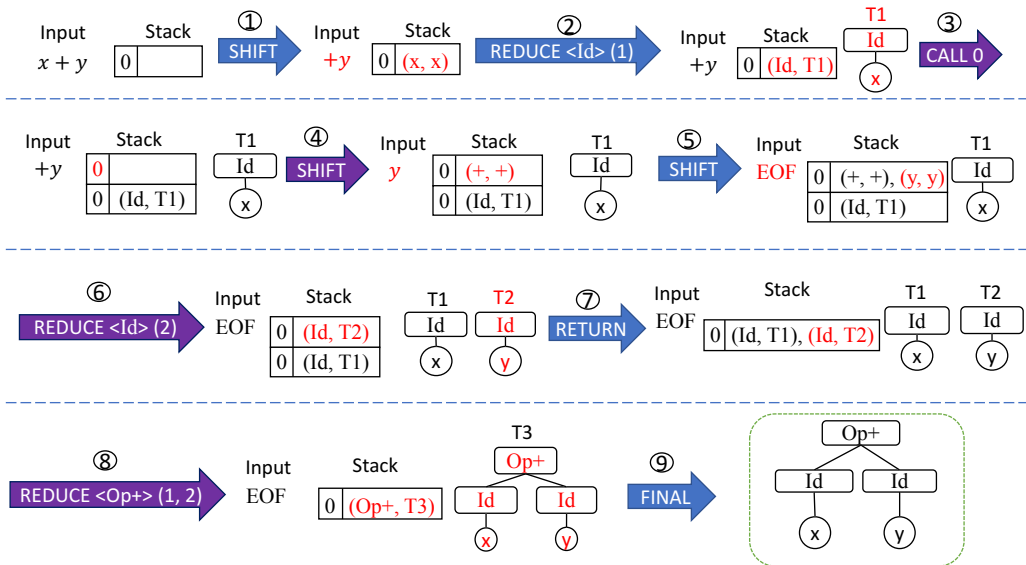 ① ② T1 ③
Input Stack SHIFT Input Stack REDUCE <Id> (1) Input Stack Id CALL 0
x + y 0 +y 0 (x, x) +y 0 (Id, T1) x
Input Stack T1 ④ Input Stack T1 ⑤ Input Stack T1
+y 0 Id SHIFT y 0 (+, +) Id SHIFT EOF 0 (+, +), (y, y) Id
0 (Id, T1) x 0 (Id, T1) x 0 (Id, T1) x
⑥ Input Stack T1 T2 ⑦ Input Stack T1 T2
REDUCE <Id> (2) EOF 0 (Id, T2) Id Id RETURN EOF 0 (Id, T1), (Id, T2) Id Id
0 (Id, T1) x y x y
⑧ Input Stack T3 ⑨ Op+
REDUCE <Op+> (1, 2) EOF 0 (Op+, T3) Op+ FINAL Id Id
Id Id x y
x y